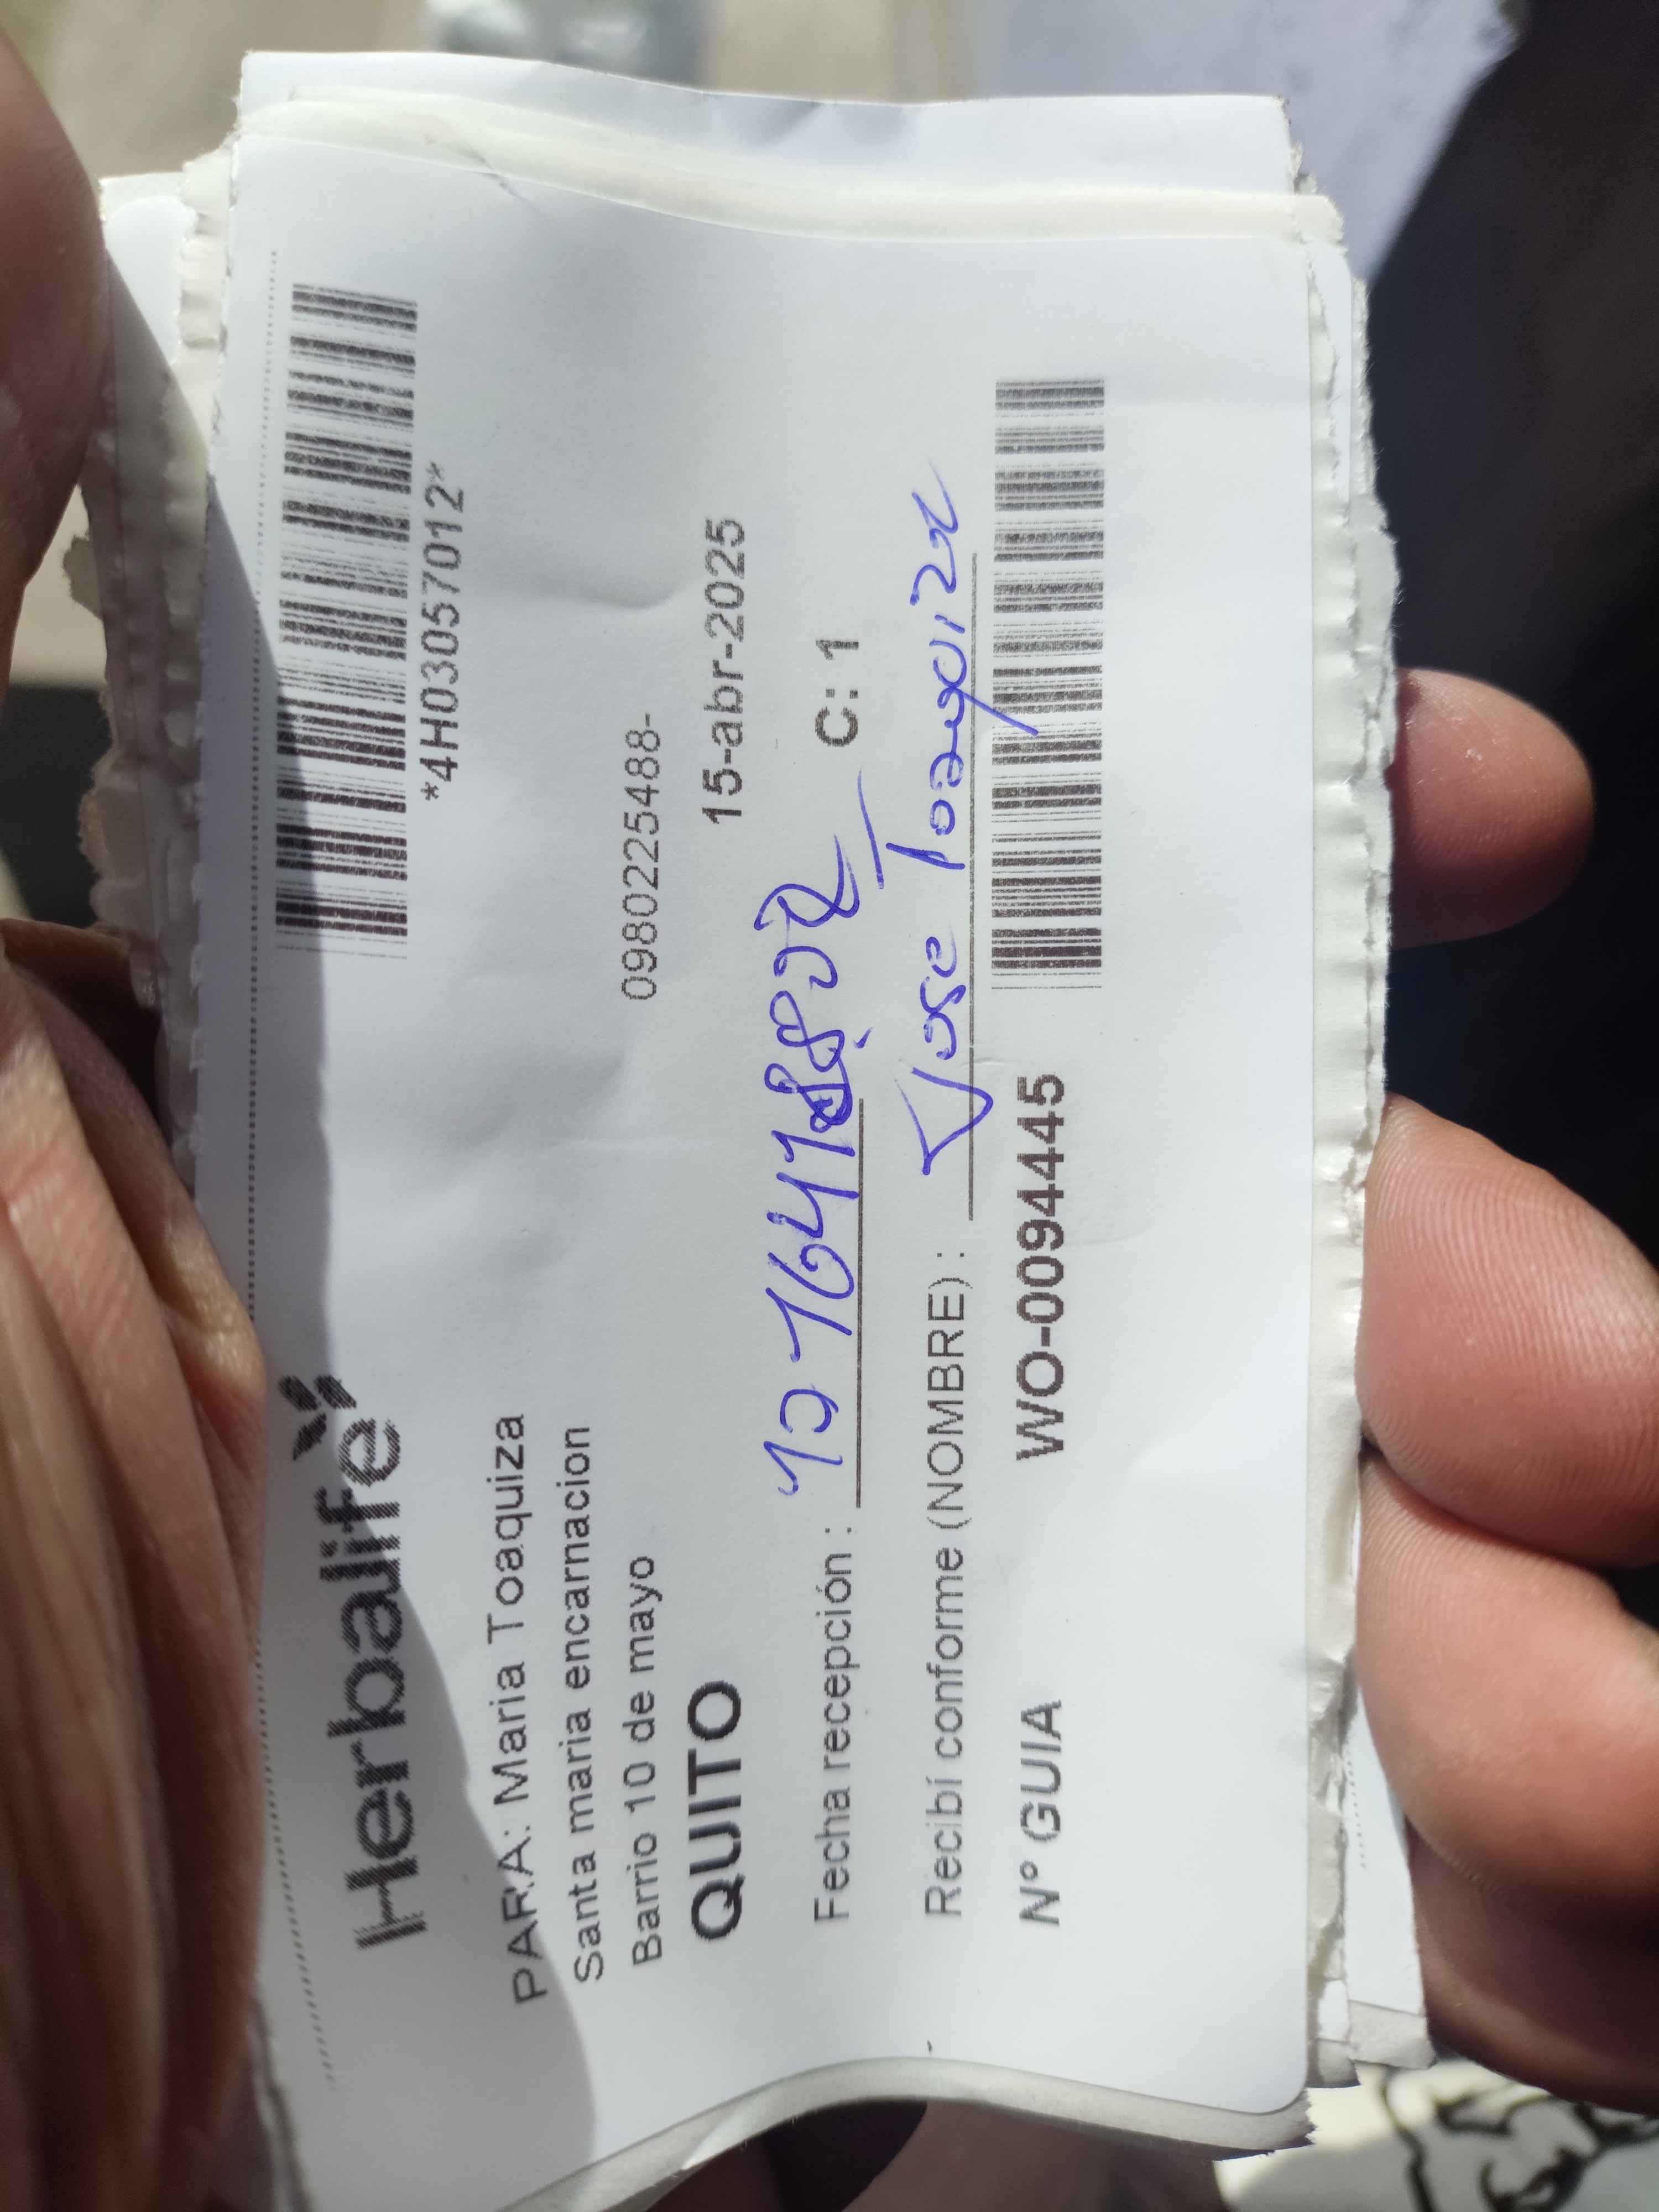 Herbalife
*4H03057012*
PARA: Maria Toaquiza
Santa maria encarnacion
Barrio 10 de mayo 0980225488-
QUITO 15-abr-2025
Fecha recepción : C: 1
Recibí conforme (NOMBRE) : Jose Toaquiza
Nº GUIA WO-0094445